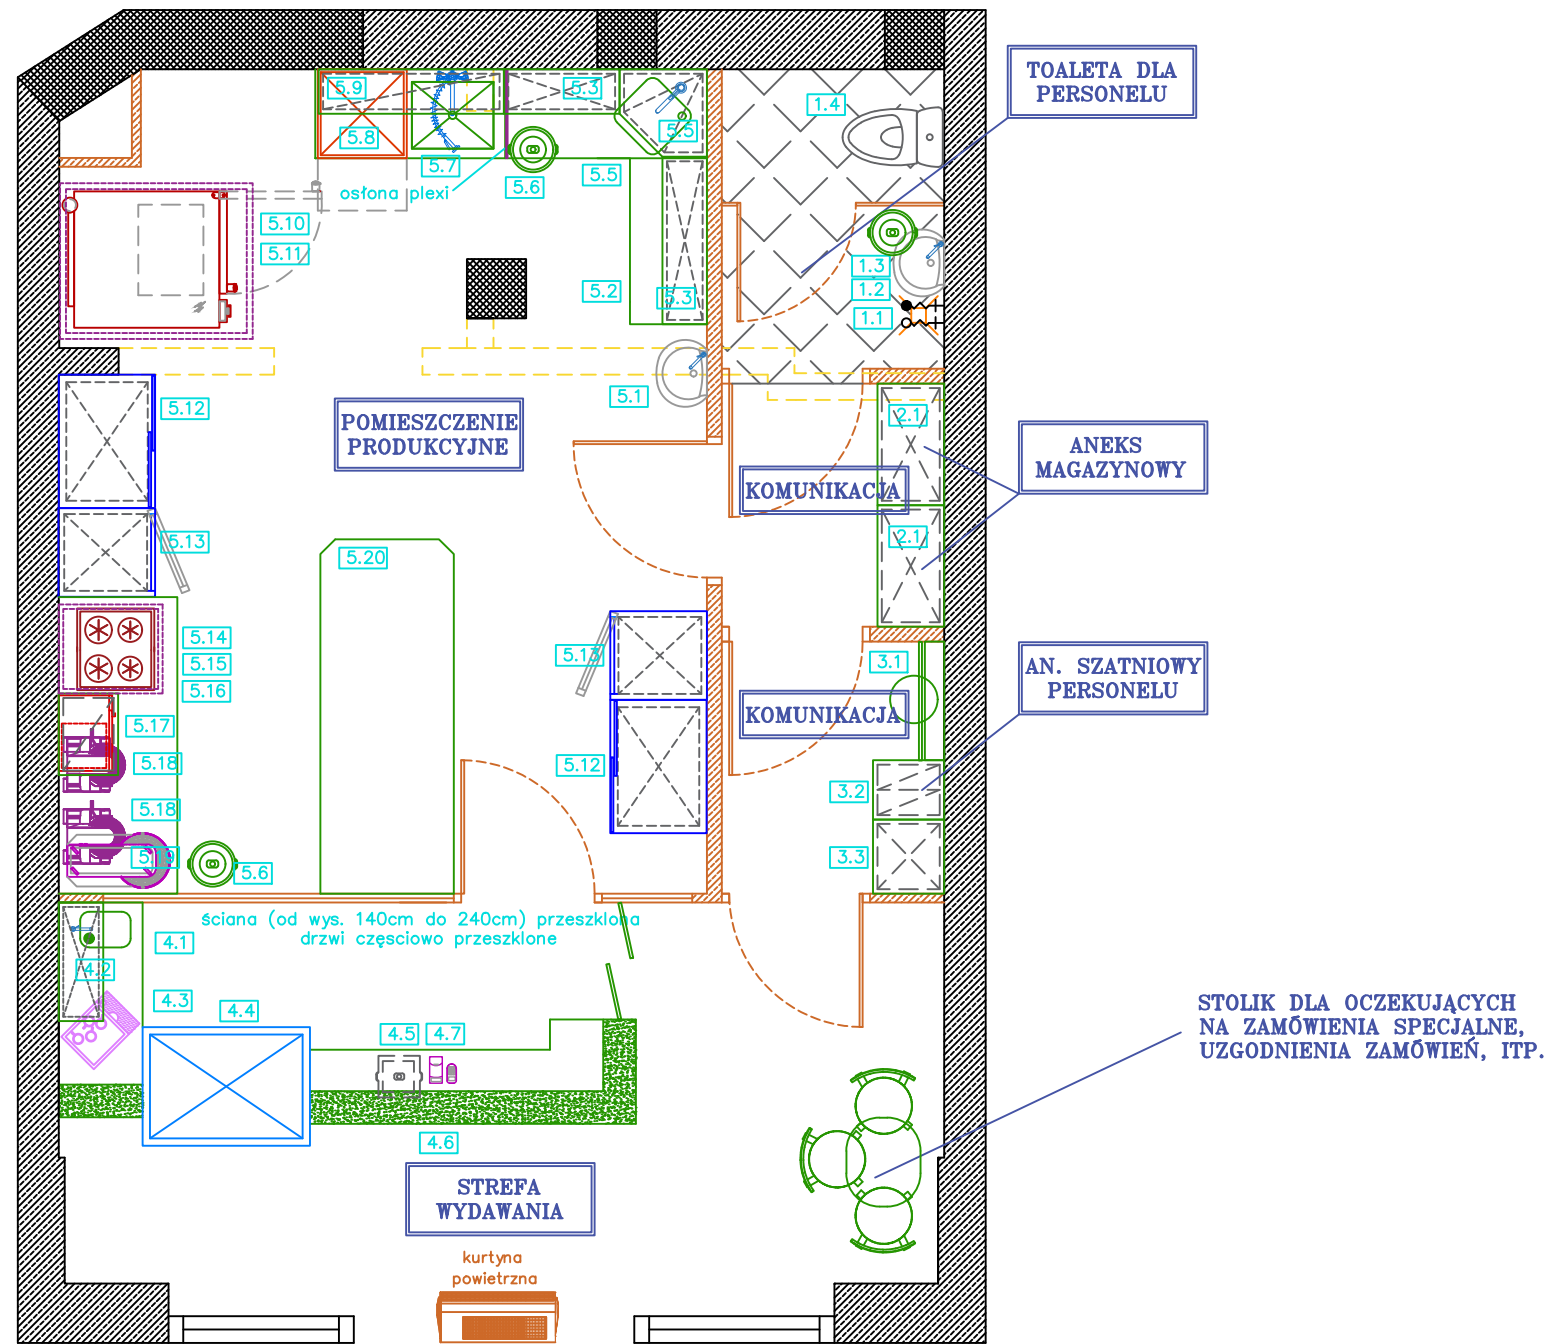 TOALETA DLA
PERSONELU
5.9
5.3
1.4
5.8
5.5
5.7
osłona plexi
5.6
5.5
5.10
5.11
1.3
1.2
1.1
5.2
5.3
5.1
5.12
POMIESZCZENIE
PRODUKCYJNE
2.1
ANEKS
MAGAZYNOWY
KOMUNIKACJA
5.13
2.1
5.20
5.14
5.15
5.16
5.13
3.1
AN. SZATNIOWY
PERSONELU
KOMUNIKACJA
5.17
5.18
5.12
3.2
5.18
3.3
5.6
ściana (od wys. 140cm do 240cm) przeszklona
drzwi częsciowo przeszklone
4.1
4.2
4.3
4.4
4.5
4.7
STOLIK DLA OCZEKUJĄCYCH
NA ZAMÓWIENIA SPECJALNE,
UZGODNIENIA ZAMÓWIEŃ, ITP.
4.6
STREFA
WYDAWANIA
kurtyna
powietrzna